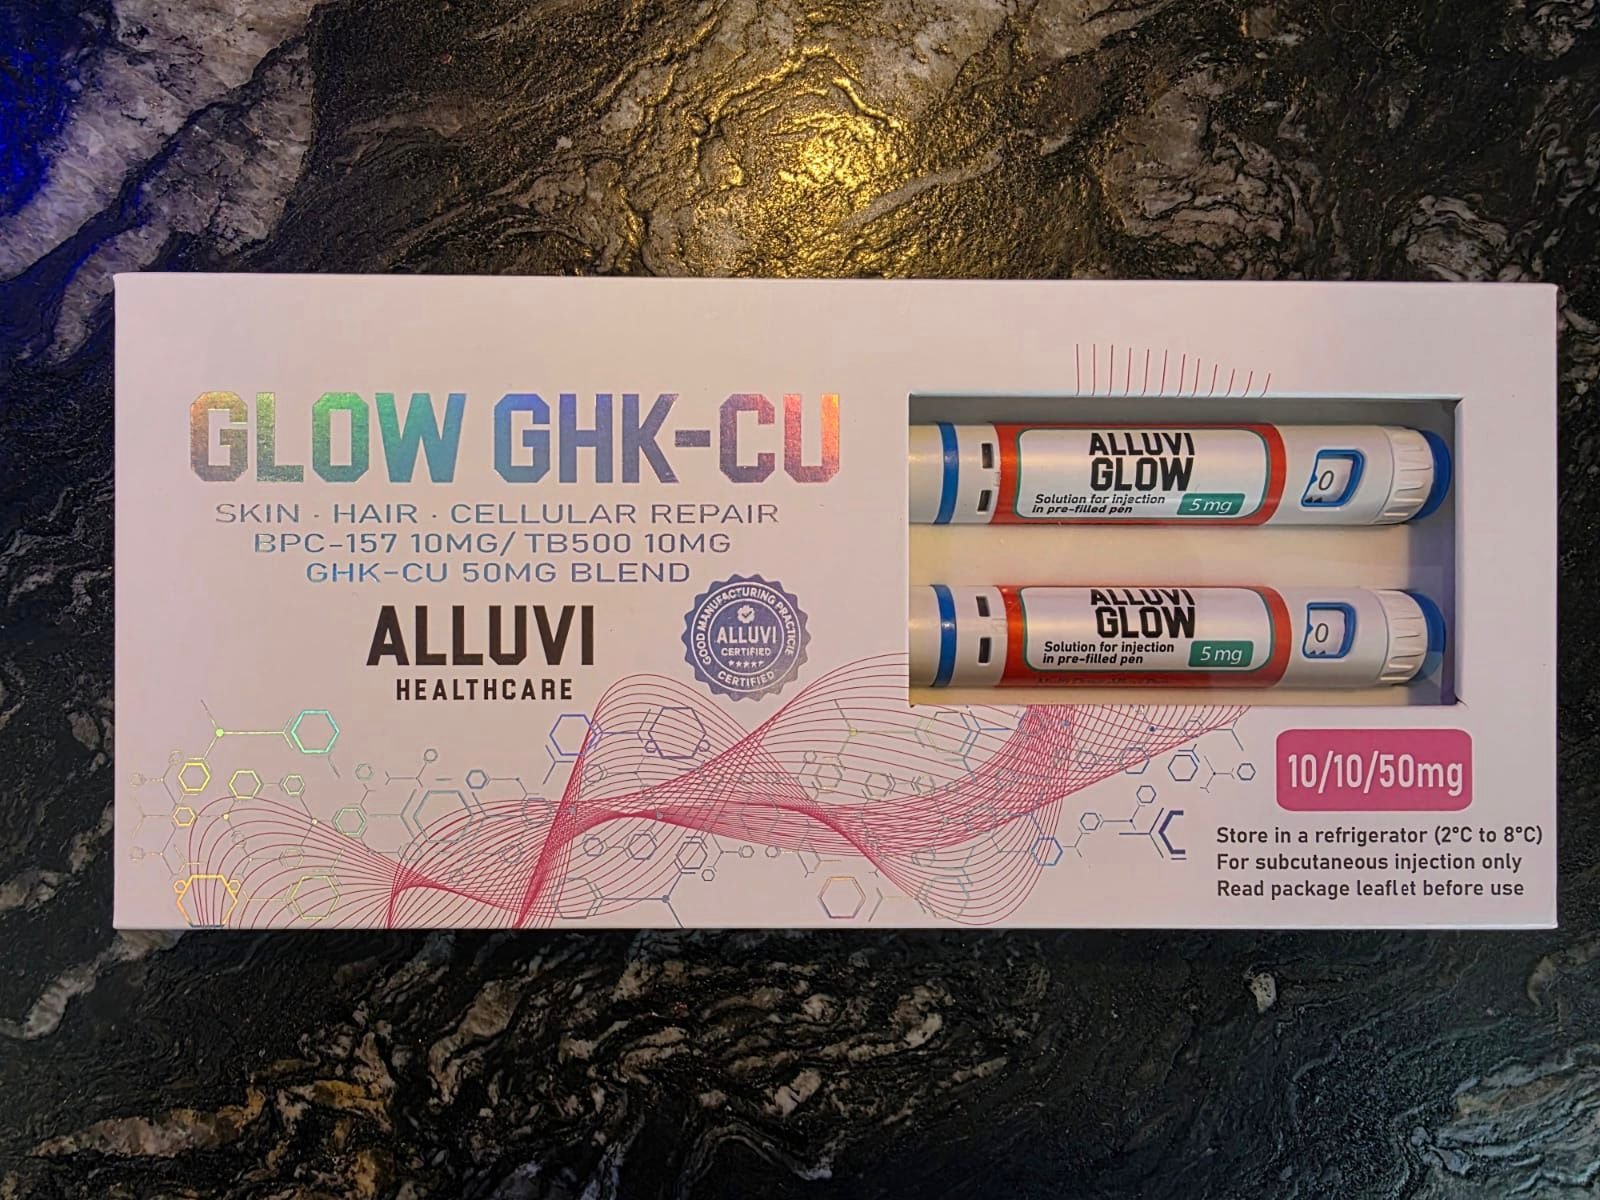 GLOW GHK-CU
SKIN · HAIR · CELLULAR REPAIR
BPC-157 10MG/ TB500 10MG
GHK-CU 50MG BLEND
ALLUVI
HEALTHCARE
GOOD MANUFACTURING PRACTICE
ALLUVI
CERTIFIED
CERTIFIED
ALLUVI
GLOW
Solution for injection
in pre-filled pen
5 mg
0
ALLUVI
GLOW
Solution for injection
in pre-filled pen
5 mg
0
10/10/50mg
Store in a refrigerator (2°C to 8°C)
For subcutaneous injection only
Read package leaflet before use